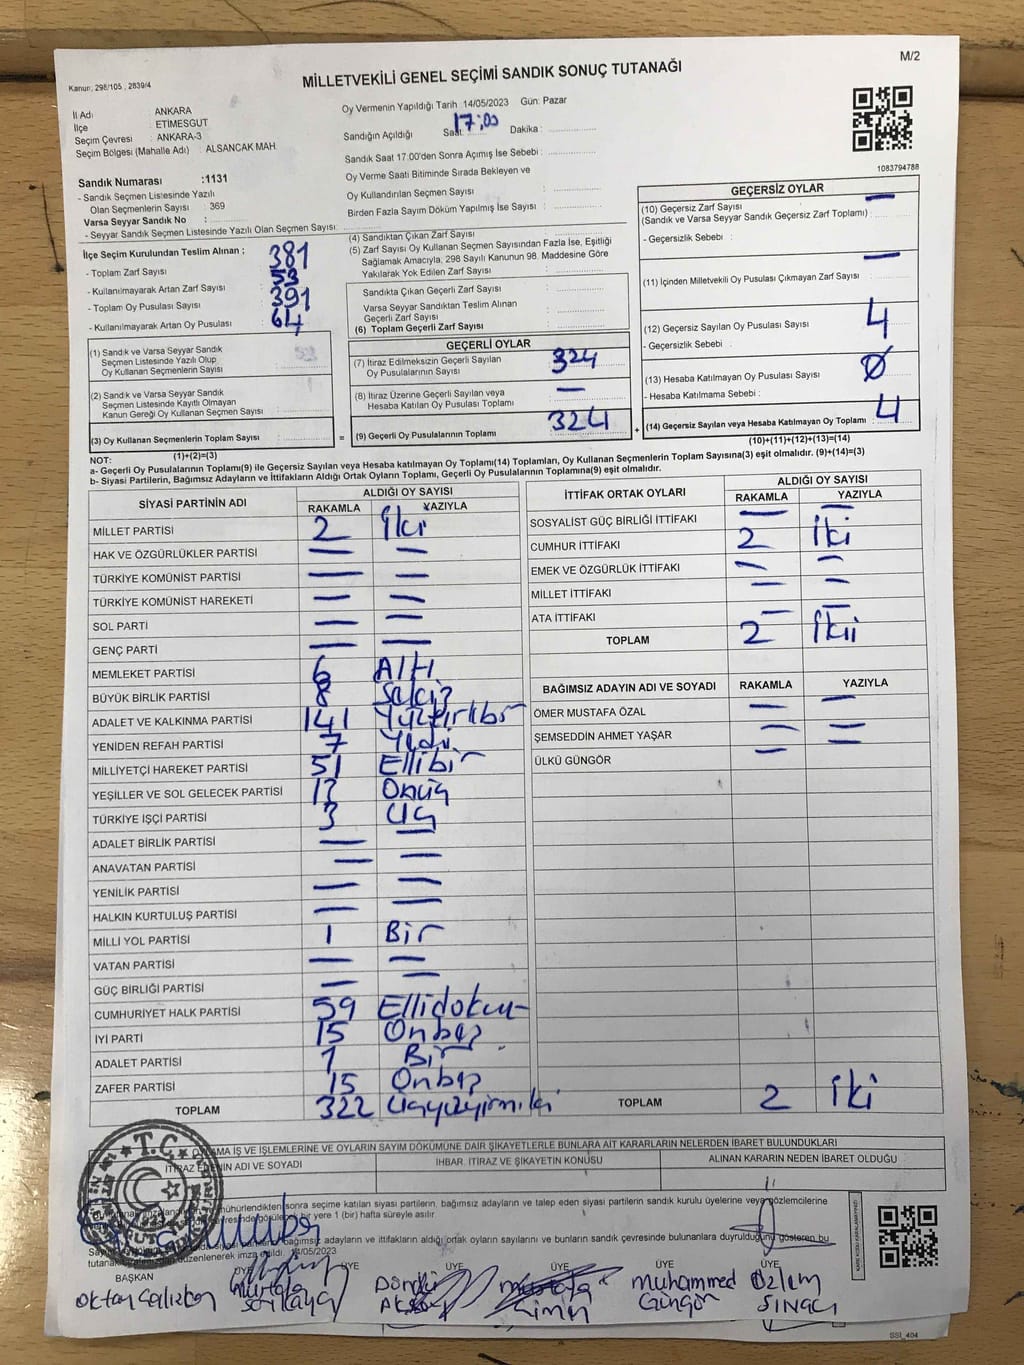 M/2
Kanun, 298/105 , 2839/4
MİLLETVEKİLİ GENEL SEÇİMİ SANDIK SONUÇ TUTANAĞI
İl Adı : ANKARA
İlçe : ETİMESGUT
Seçim Çevresi : ANKARA-3
Seçim Bölgesi (Mahalle Adı) : ALSANCAK MAH.
Oy Vermenin Yapıldığı Tarih 14/05/2023 Gün: Pazar
Sandığın Açıldığı Saat 17:00 Dakika :
Sandık Saat 17:00'den Sonra Açımış İse Sebebi :
Oy Verme Saati Bitiminde Sırada Bekleyen ve
Oy Kullandırılan Seçmen Sayısı :
Birden Fazla Sayım Döküm Yapılmış İse Sayısı :
1083794788
Sandık Numarası :1131
- Sandık Seçmen Listesinde Yazılı
Olan Seçmenlerin Sayısı : 369
Varsa Seyyar Sandık No :
- Seyyar Sandık Seçmen Listesinde Yazılı Olan Seçmen Sayısı :
İlçe Seçim Kurulundan Teslim Alınan ;
- Toplam Zarf Sayısı : 381
- Kullanılmayarak Artan Zarf Sayısı : 53
- Toplam Oy Pusulası Sayısı : 391
- Kullanılmayarak Artan Oy Pusulası : 64
(1) Sandık ve Varsa Seyyar Sandık
Seçmen Listesinde Yazılı Olup
Oy Kullanan Seçmenlerin Sayısı :
(2) Sandık ve Varsa Seyyar Sandık
Seçmen Listesinde Kayıtlı Olmayan
Kanun Gereği Oy Kullanan Seçmen Sayısı :
(3) Oy Kullanan Seçmenlerin Toplam Sayısı :
(1)+(2)=(3)
(4) Sandıktan Çıkan Zarf Sayısı :
(5) Zarf Sayısı Oy Kullanan Seçmen Sayısından Fazla İse, Eşitliği
Sağlamak Amacıyla, 298 Sayılı Kanunun 98. Maddesine Göre
Yakılarak Yok Edilen Zarf Sayısı :
Sandıkta Çıkan Geçerli Zarf Sayısı :
Varsa Seyyar Sandıktan Teslim Alınan
Geçerli Zarf Sayısı :
(6) Toplam Geçerli Zarf Sayısı :
GEÇERLİ OYLAR
(7) İtiraz Edilmeksizin Geçerli Sayılan
Oy Pusulalarının Sayısı : 324
(8) İtiraz Üzerine Geçerli Sayılan veya
Hesaba Katılan Oy Pusulası Toplamı : —
= (9) Geçerli Oy Pusulalarının Toplamı : 324
GEÇERSİZ OYLAR
(10) Geçersiz Zarf Sayısı —
(Sandık ve Varsa Seyyar Sandık Geçersiz Zarf Toplamı) :
- Geçersizlik Sebebi :
(11) İçinden Milletvekili Oy Pusulası Çıkmayan Zarf Sayısı : —
(12) Geçersiz Sayılan Oy Pusulası Sayısı : 4
- Geçersizlik Sebebi :
(13) Hesaba Katılmayan Oy Pusulası Sayısı : Ø
- Hesaba Katılmama Sebebi :
+ (14) Geçersiz Sayılan veya Hesaba Katılmayan Oy Toplamı : 4
(10)+(11)+(12)+(13)=(14)
NOT:
a- Geçerli Oy Pusulalarının Toplamı(9) ile Geçersiz Sayılan veya Hesaba katılmayan Oy Toplamı(14) Toplamları, Oy Kullanan Seçmenlerin Toplam Sayısına(3) eşit olmalıdır. (9)+(14)=(3)
b- Siyasi Partilerin, Bağımsız Adayların ve İttifakların Aldığı Ortak Oyların Toplamı, Geçerli Oy Pusulalarının Toplamına(9) eşit olmalıdır.
SİYASİ PARTİNİN ADI ALDIĞI OY SAYISI
RAKAMLA YAZIYLA
MİLLET PARTİSİ 2 İki
HAK VE ÖZGÜRLÜKLER PARTİSİ — —
TÜRKİYE KOMÜNİST PARTİSİ — —
TÜRKİYE KOMÜNİST HAREKETİ — —
SOL PARTİ — —
GENÇ PARTİ — —
MEMLEKET PARTİSİ 6 Altı
BÜYÜK BİRLİK PARTİSİ 8 Sekiz
ADALET VE KALKINMA PARTİSİ 141 Yüzkırkbir
YENİDEN REFAH PARTİSİ 7 Yedi
MİLLİYETÇİ HAREKET PARTİSİ 51 Ellibir
YEŞİLLER VE SOL GELECEK PARTİSİ 13 Onüç
TÜRKİYE İŞÇİ PARTİSİ 3 Üç
ADALET BİRLİK PARTİSİ — —
ANAVATAN PARTİSİ — —
YENİLİK PARTİSİ — —
HALKIN KURTULUŞ PARTİSİ — —
MİLLİ YOL PARTİSİ 1 Bir
VATAN PARTİSİ — —
GÜÇ BİRLİĞİ PARTİSİ — —
CUMHURİYET HALK PARTİSİ 59 Ellidokuz
İYİ PARTİ 15 Onbeş
ADALET PARTİSİ 1 Bir
ZAFER PARTİSİ 15 Onbeş
TOPLAM 322 Üçyüzyirmiiki
İTTİFAK ORTAK OYLARI ALDIĞI OY SAYISI
RAKAMLA YAZIYLA
SOSYALİST GÜÇ BİRLİĞİ İTTİFAKI — —
CUMHUR İTTİFAKI 2 İki
EMEK VE ÖZGÜRLÜK İTTİFAKI — —
MİLLET İTTİFAKI — —
ATA İTTİFAKI — —
TOPLAM 2 İki
BAĞIMSIZ ADAYIN ADI VE SOYADI RAKAMLA YAZIYLA
ÖMER MUSTAFA ÖZAL — —
ŞEMSEDDİN AHMET YAŞAR — —
ÜLKÜ GÜNGÖR — —
TOPLAM 2 İki
İŞ VE İŞLEMLERİNE VE OYLARIN SAYIM DÖKÜMÜNE DAİR ŞİKAYETLERLE BUNLARA AİT KARARLARIN NELERDEN İBARET BULUNDUKLARI
İTİRAZ EDENİN ADI VE SOYADI
İHBAR, İTİRAZ VE ŞİKAYETİN KONUSU
ALINAN KARARIN NEDEN İBARET OLDUĞU
T.C.
mühürlendikten sonra seçime katılan siyasi partilerin, bağımsız adayların ve talep eden siyasi partilerin sandık kurulu üyelerine veya gözlemcilerine
bir yere 1 (bir) hafta süreyle asılır.
bağımsız adayların ve ittifakların aldığı ortak oyların sayılarını ve bunların sandık çevresinde bulunanlara duyrulduğunu gösteren bu
tutanak düzenlenerek imza edildi. 14/05/2023
BAŞKAN ÜYE ÜYE ÜYE ÜYE ÜYE
Oktay
Mustafa Sarıkaya
Döndü Aksoy
Muhammed Güngör
Özlem
SSİ_404